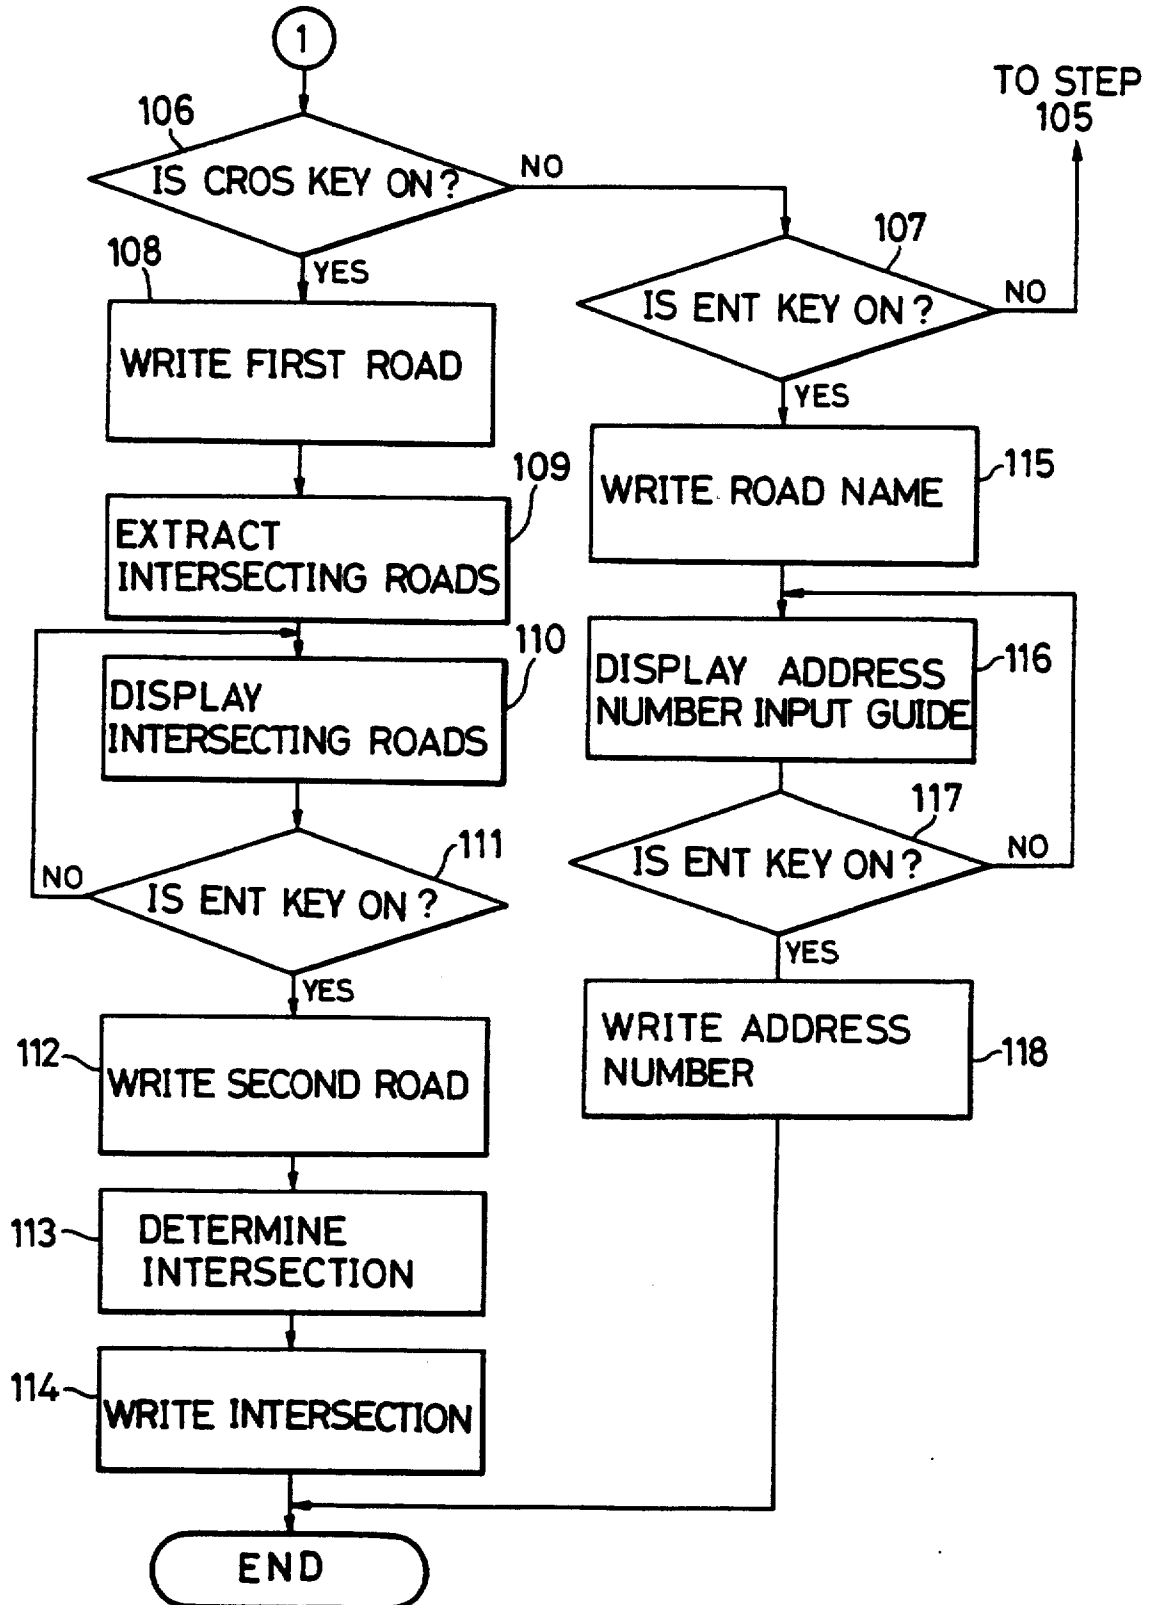 1
TO STEP
105
106
IS CROS KEY ON?
NO
107
108
YES
IS ENT KEY ON?
NO
WRITE FIRST ROAD
YES
109
115
WRITE ROAD NAME
EXTRACT
INTERSECTING ROADS
110
116
DISPLAY
INTERSECTING ROADS
DISPLAY ADDRESS
NUMBER INPUT GUIDE
117
111
NO
IS ENT KEY ON?
IS ENT KEY ON?
NO
YES
YES
112
WRITE SECOND ROAD
WRITE ADDRESS
NUMBER
118
113
DETERMINE
INTERSECTION
114
WRITE INTERSECTION
END